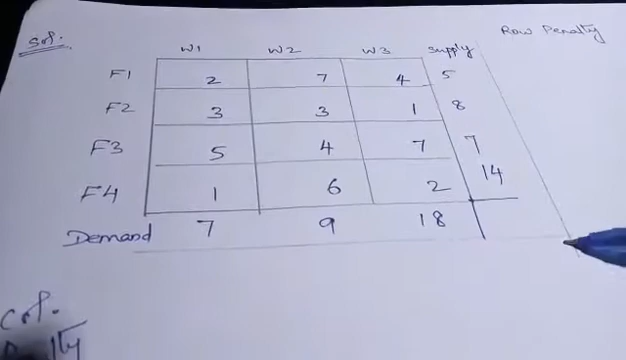 Sol.
Row Penalty
W1 W2 W3 Supply
F1 2 7 4 5
F2 3 3 1 8
F3 5 4 7 7
F4 1 6 2 14
Demand 7 9 18
Col.